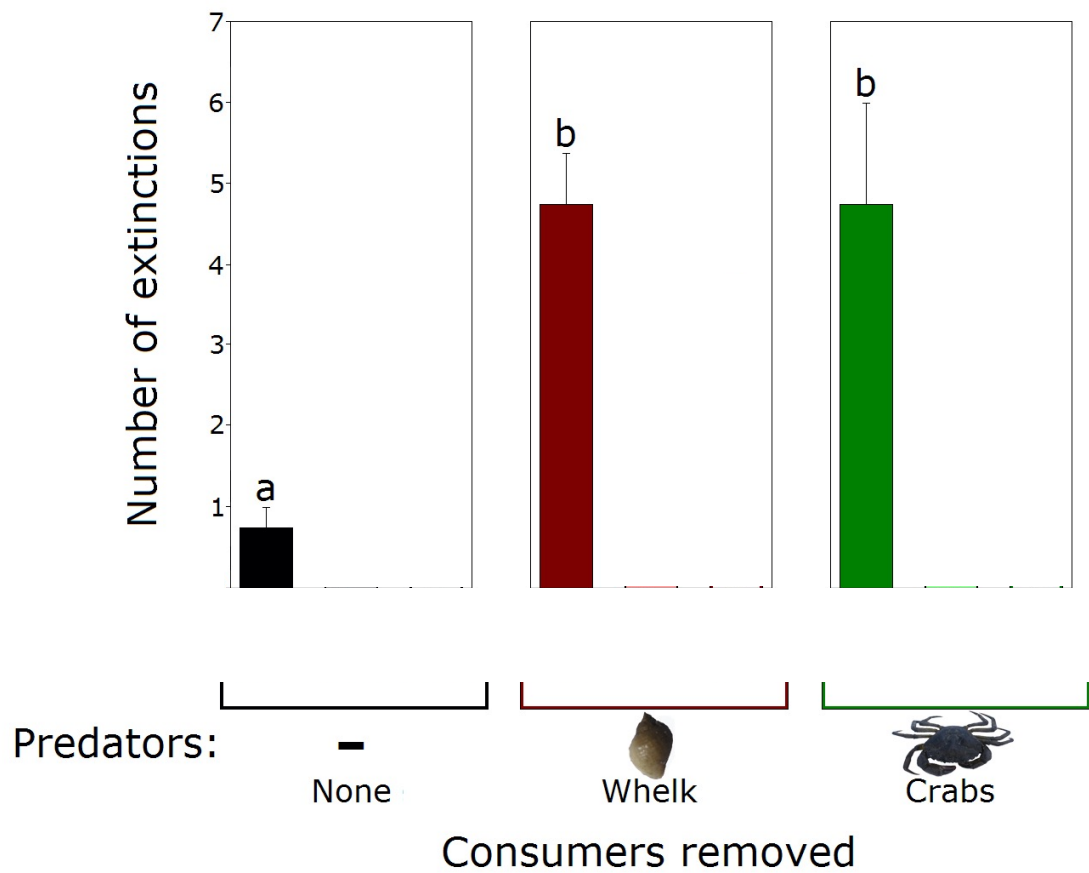 Number of extinctions
7
6
5
4
3
2
1
a
b
b
Predators:
-
None
Whelk
Crabs
Consumers removed